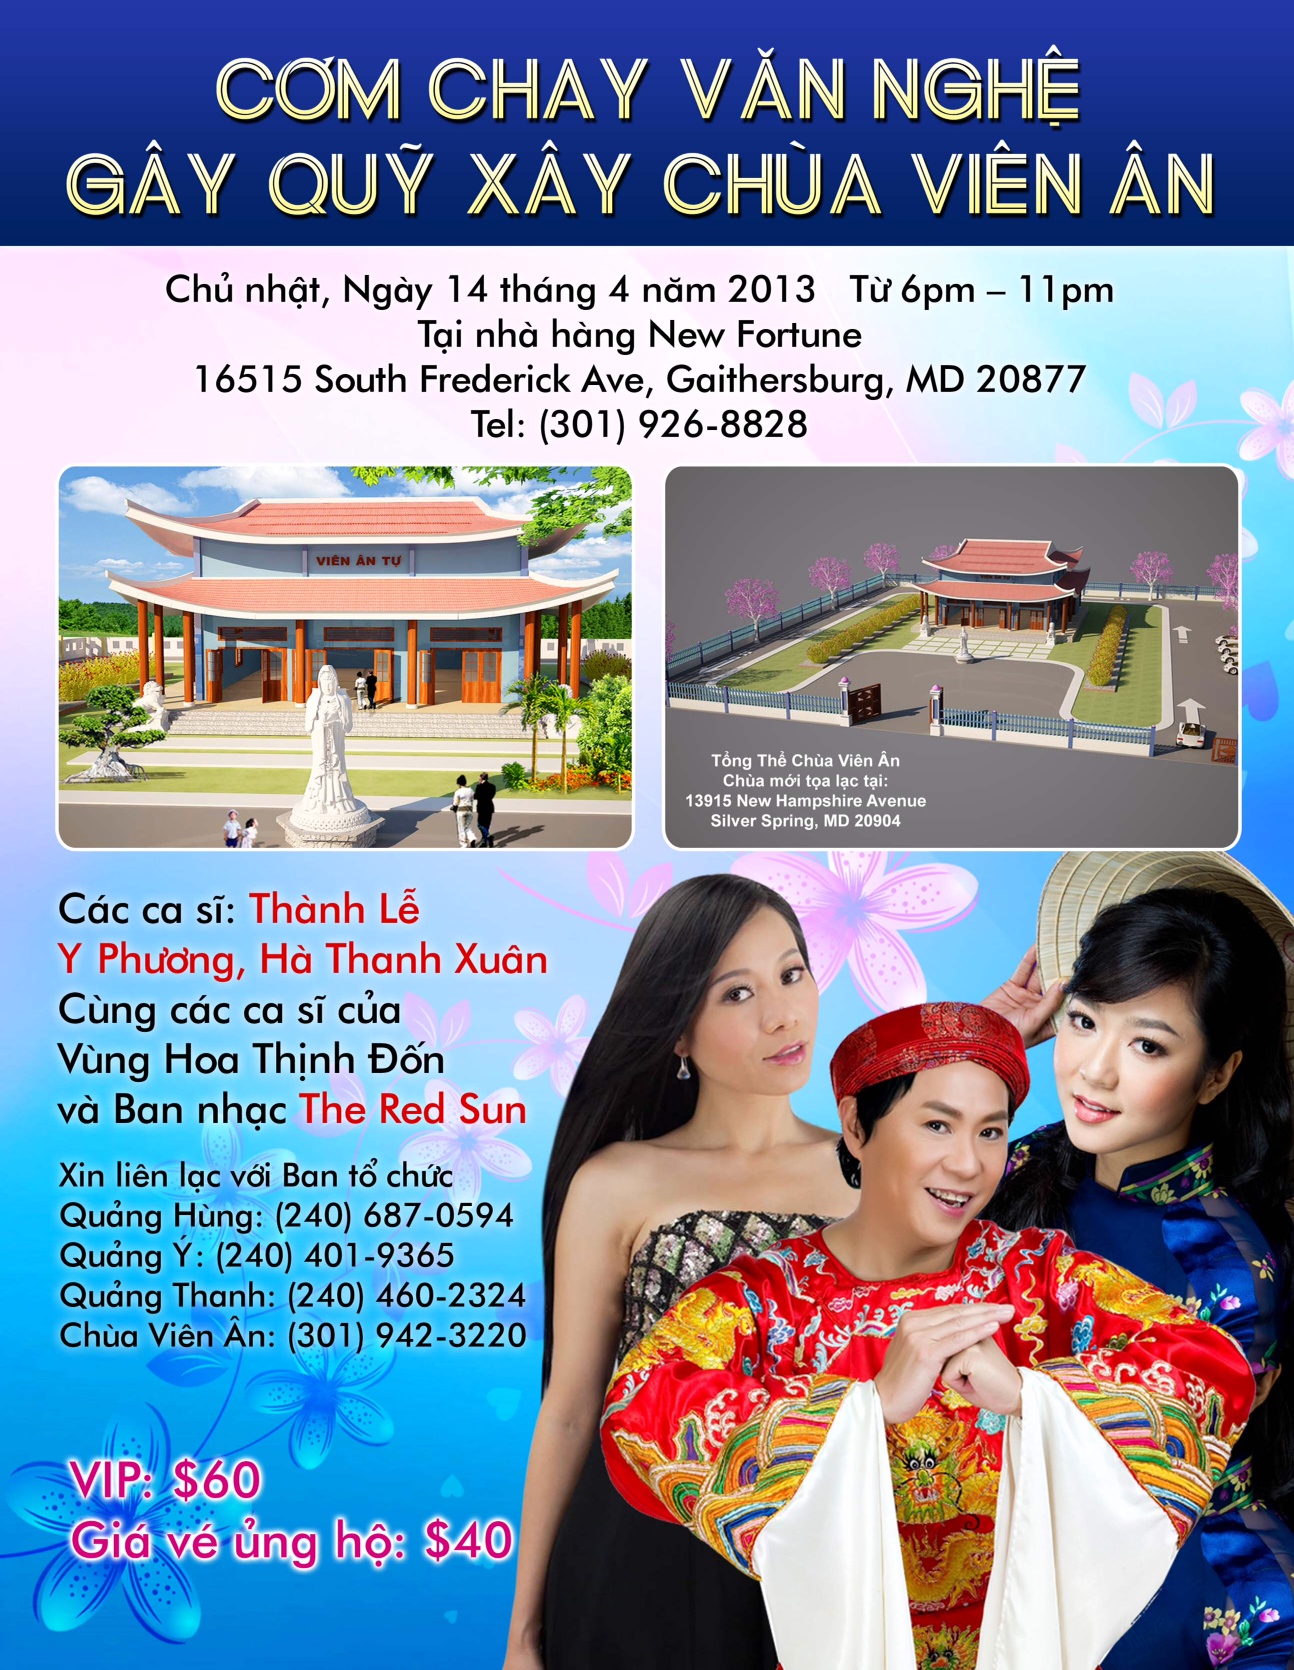 CƠM CHAY VĂN NGHỆ
GÂY QUỸ XÂY CHÙA VIÊN ÂN
Chủ nhật, Ngày 14 tháng 4 năm 2013 Từ 6pm – 11pm
Tại nhà hàng New Fortune
16515 South Frederick Ave, Gaithersburg, MD 20877
Tel: (301) 926-8828
VIÊN ÂN TỰ
VIÊN ÂN TỰ
Tổng Thể Chùa Viên Ân
Chùa mới tọa lạc tại:
13915 New Hampshire Avenue
Silver Spring, MD 20904
Các ca sĩ: Thành Lễ
Y Phương, Hà Thanh Xuân
Cùng các ca sĩ của
Vùng Hoa Thịnh Đốn
và Ban nhạc The Red Sun
Xin liên lạc với Ban tổ chức
Quảng Hùng: (240) 687-0594
Quảng Ý: (240) 401-9365
Quảng Thanh: (240) 460-2324
Chùa Viên Ân: (301) 942-3220
VIP: $60
Giá vé ủng hộ: $40